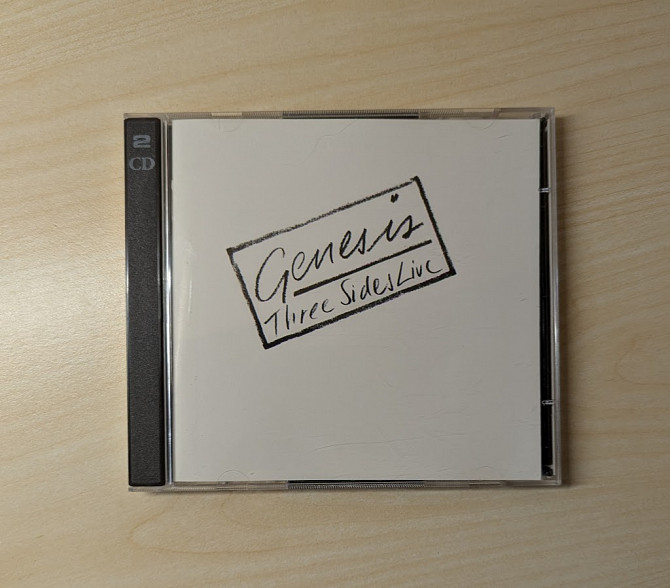 2
CD
Genesis
Three Sides Live